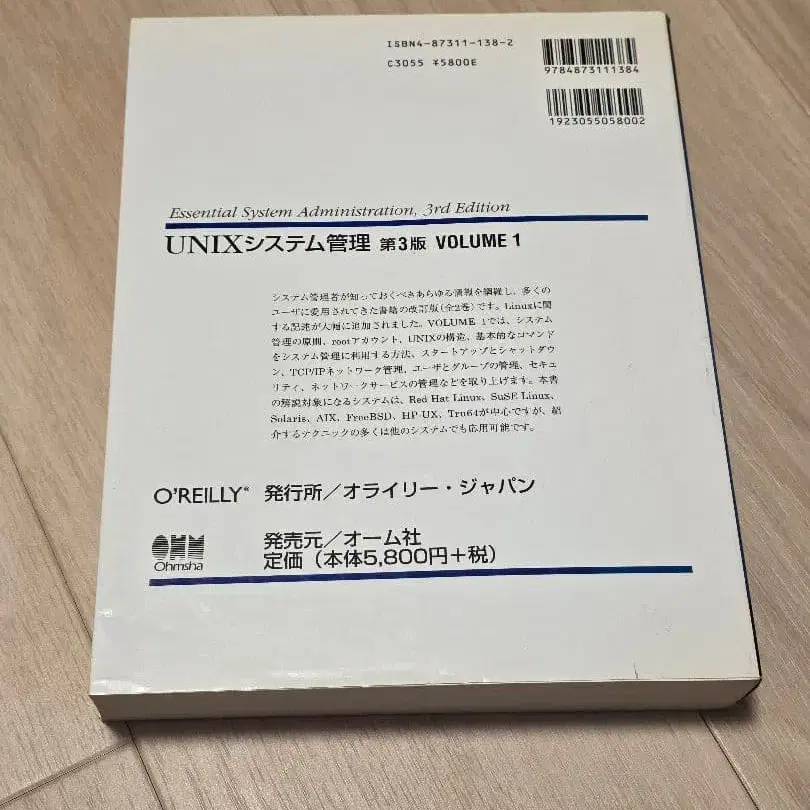 ISBN4-87311-138-2
C3055 ¥5800E
9784873111384
1923055058002
Essential System Administration, 3rd Edition
UNIXシステム管理 第3版 VOLUME 1
システム管理者が知っておくべきあらゆる情報を網羅し、多くの
ユーザに愛用されてきた書籍の改訂版(全2巻)です。Linuxに関
する記述が大幅に追加されました。VOLUME 1では、システム
管理の原則、rootアカウント、UNIXの構造、基本的なコマンド
をシステム管理に利用する方法、スタートアップとシャットダウ
ン、TCP/IPネットワーク管理、ユーザとグループの管理、セキュ
リティ、ネットワークサービスの管理などを取り上げます。本書
の解説対象になるシステムは、Red Hat Linux、SuSE Linux、
Solaris、AIX、FreeBSD、HP-UX、Tru64が中心ですが、紹
介するテクニックの多くは他のシステムでも応用可能です。
O'REILLY® 発行所/オライリー・ジャパン
OHM
Ohmsha
発売元/オーム社
定価(本体5,800円+税)